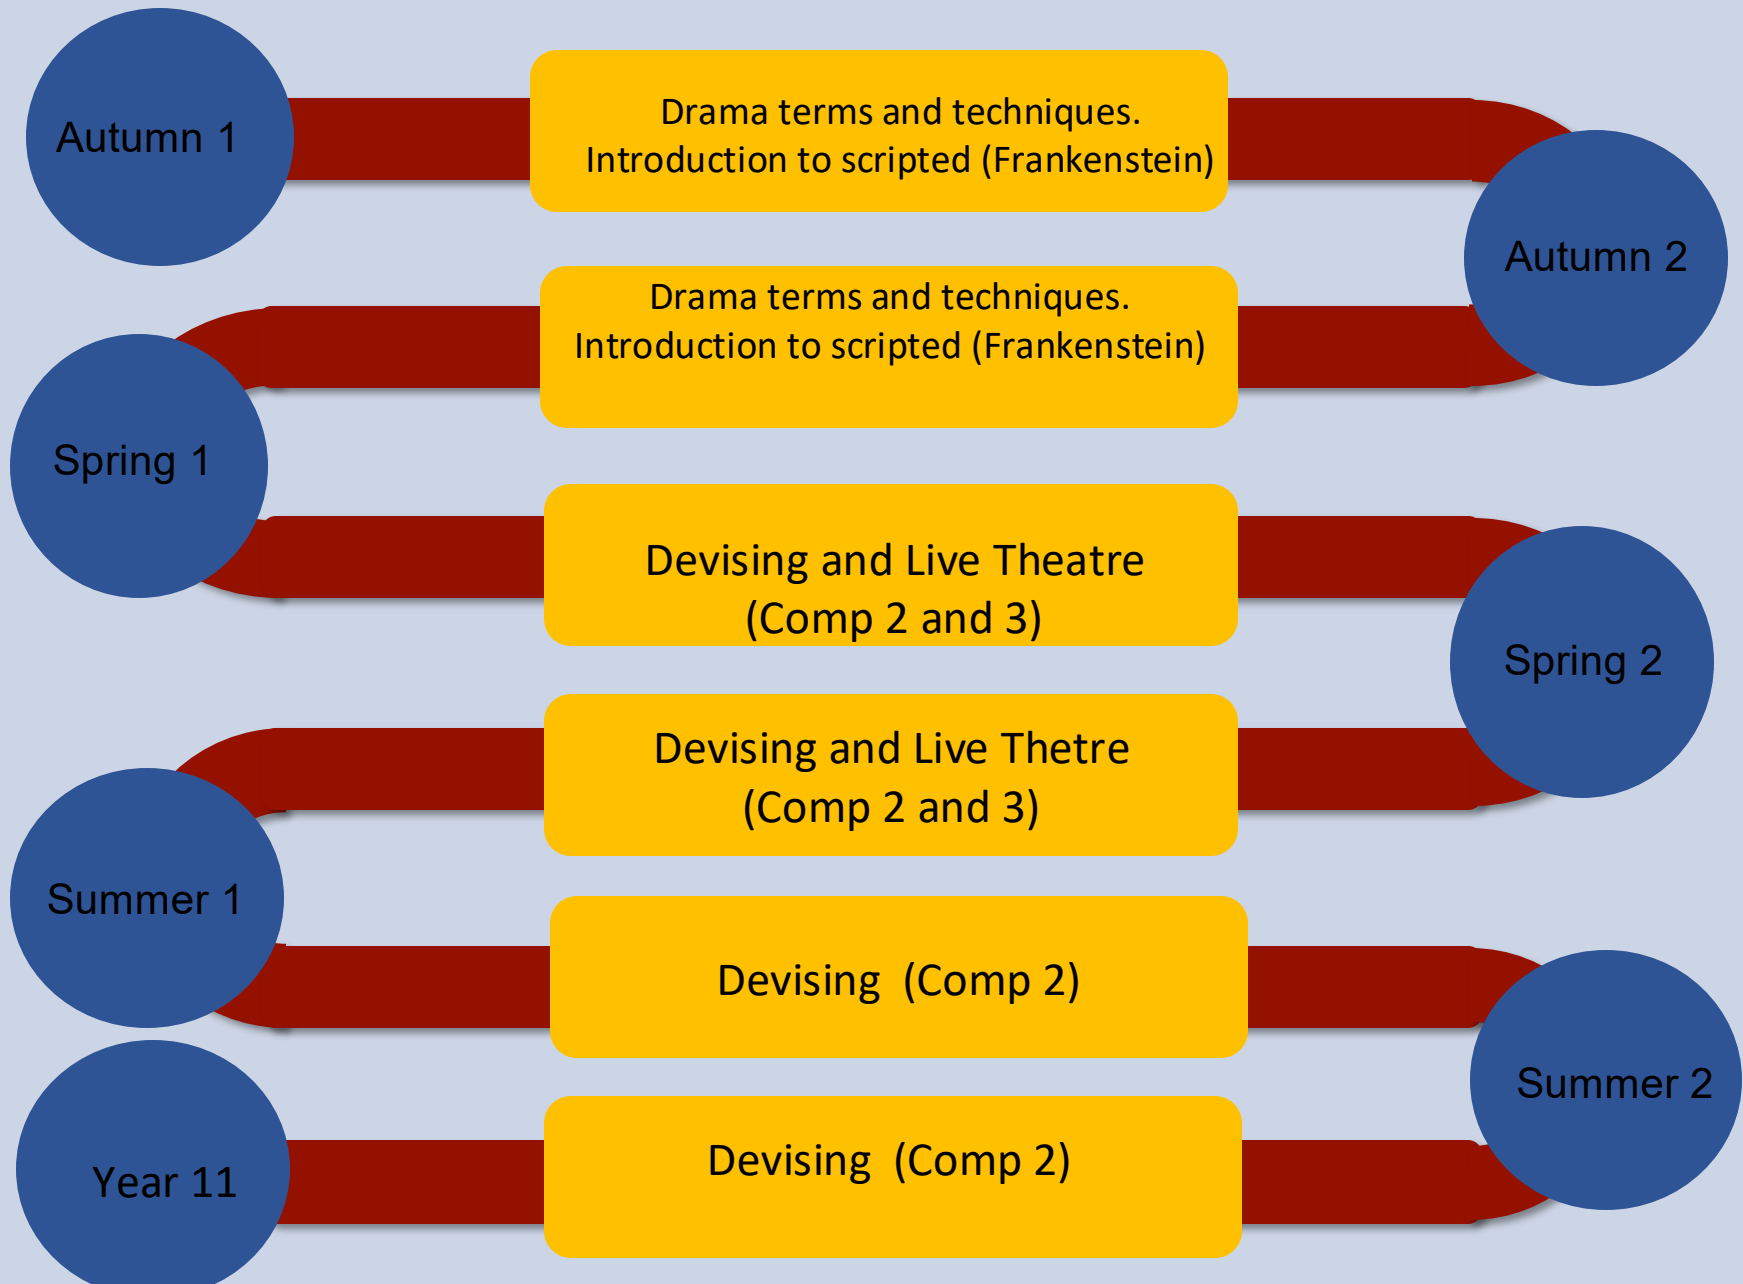 Autumn 1
Drama terms and techniques.
Introduction to scripted (Frankenstein)
Autumn 2
Drama terms and techniques.
Introduction to scripted (Frankenstein)
Spring 1
Devising and Live Theatre
(Comp 2 and 3)
Spring 2
Devising and Live Thetre
(Comp 2 and 3)
Summer 1
Devising  (Comp 2)
Summer 2
Devising  (Comp 2)
Year 11